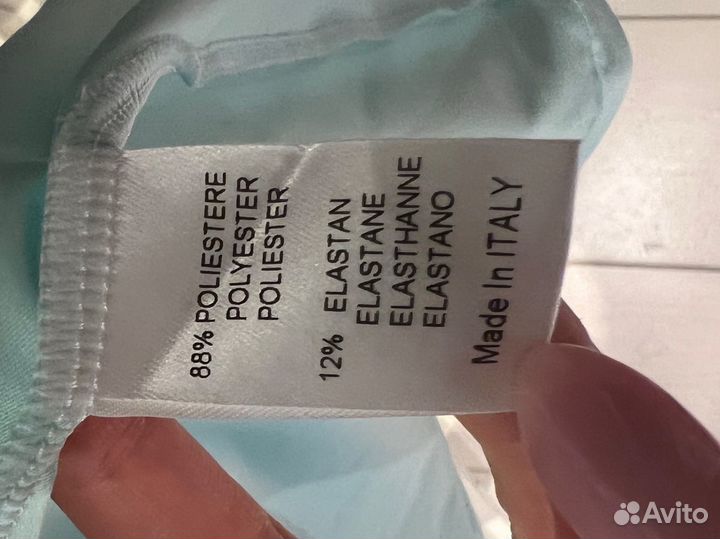 88% POLIESTERE
POLYESTER
POLIESTER
12% ELASTAN
ELASTANE
ELASTHANNE
ELASTANO
Made In ITALY
Avito